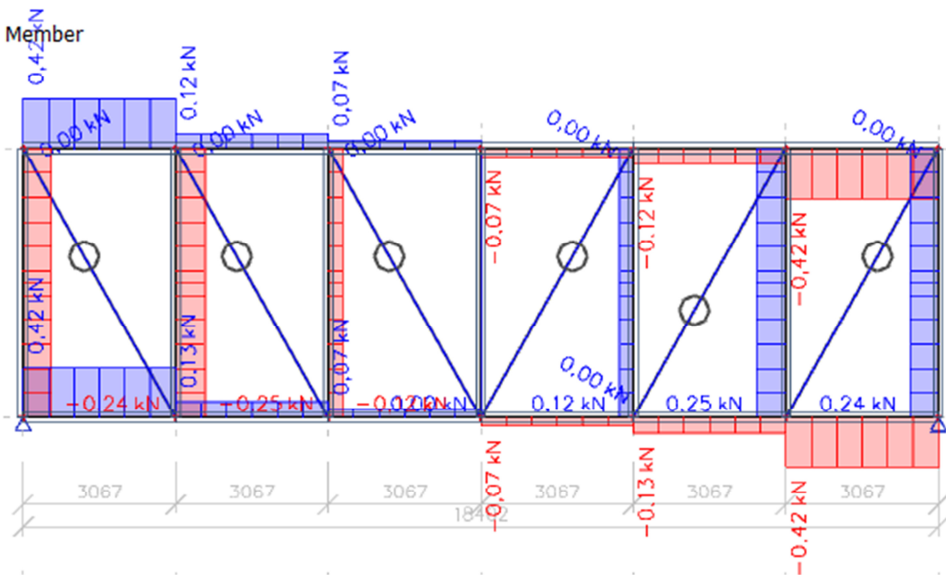 Member
0,42 kN
0.12 kN
0,07 kN
0.00 kN
0.00 kN
0.00 kN
0,00 kN
0.00 kN
-0.07 kN
-0.12 kN
-0,42 kN
0.42 kN
0.13 kN
0,07 kN
0.00 kN
-0.24 kN
-0.25 kN
0.12 kN
0.25 kN
0.24 kN
-0.07 kN
-0.13 kN
-0.42 kN
3067
3067
3067
3067
3067
3067